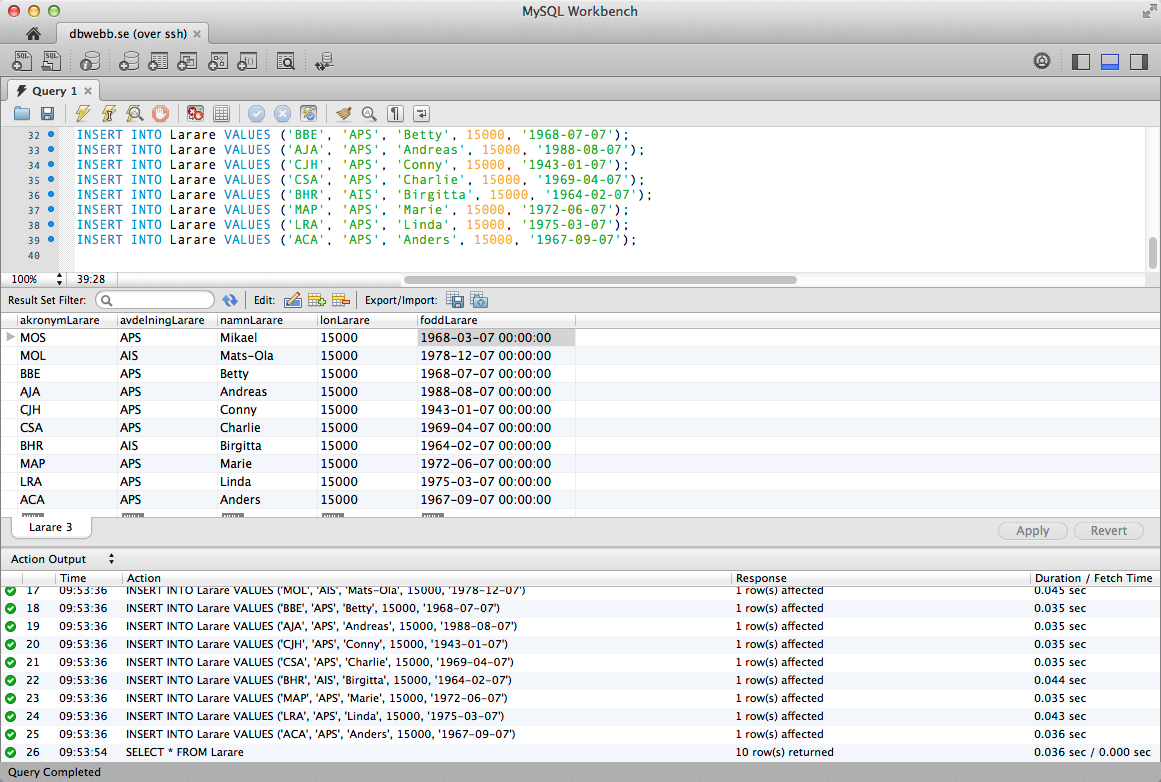 MySQL Workbench
dbwebb.se (over ssh)
SQL SQL
Query 1
32 INSERT INTO Larare VALUES ('BBE', 'APS', 'Betty', 15000, '1968-07-07');
33 INSERT INTO Larare VALUES ('AJA', 'APS', 'Andreas', 15000, '1988-08-07');
34 INSERT INTO Larare VALUES ('CJH', 'APS', 'Conny', 15000, '1943-01-07');
35 INSERT INTO Larare VALUES ('CSA', 'APS', 'Charlie', 15000, '1969-04-07');
36 INSERT INTO Larare VALUES ('BHR', 'AIS', 'Birgitta', 15000, '1964-02-07');
37 INSERT INTO Larare VALUES ('MAP', 'APS', 'Marie', 15000, '1972-06-07');
38 INSERT INTO Larare VALUES ('LRA', 'APS', 'Linda', 15000, '1975-03-07');
39 INSERT INTO Larare VALUES ('ACA', 'APS', 'Anders', 15000, '1967-09-07');
40
100% 39:28
Result Set Filter: Edit: Export/Import:
akronymLarare avdelningLarare namnLarare lonLarare foddLarare
MOS APS Mikael 15000 1968-03-07 00:00:00
MOL AIS Mats-Ola 15000 1978-12-07 00:00:00
BBE APS Betty 15000 1968-07-07 00:00:00
AJA APS Andreas 15000 1988-08-07 00:00:00
CJH APS Conny 15000 1943-01-07 00:00:00
CSA APS Charlie 15000 1969-04-07 00:00:00
BHR AIS Birgitta 15000 1964-02-07 00:00:00
MAP APS Marie 15000 1972-06-07 00:00:00
LRA APS Linda 15000 1975-03-07 00:00:00
ACA APS Anders 15000 1967-09-07 00:00:00
Larare 3 Apply Revert
Action Output
Time Action Response Duration / Fetch Time
17 09:53:36 INSERT INTO Larare VALUES ('MOL', 'AIS', 'Mats-Ola', 15000, '1978-12-07') 1 row(s) affected 0.045 sec
18 09:53:36 INSERT INTO Larare VALUES ('BBE', 'APS', 'Betty', 15000, '1968-07-07') 1 row(s) affected 0.035 sec
19 09:53:36 INSERT INTO Larare VALUES ('AJA', 'APS', 'Andreas', 15000, '1988-08-07') 1 row(s) affected 0.035 sec
20 09:53:36 INSERT INTO Larare VALUES ('CJH', 'APS', 'Conny', 15000, '1943-01-07') 1 row(s) affected 0.035 sec
21 09:53:36 INSERT INTO Larare VALUES ('CSA', 'APS', 'Charlie', 15000, '1969-04-07') 1 row(s) affected 0.035 sec
22 09:53:36 INSERT INTO Larare VALUES ('BHR', 'AIS', 'Birgitta', 15000, '1964-02-07') 1 row(s) affected 0.044 sec
23 09:53:36 INSERT INTO Larare VALUES ('MAP', 'APS', 'Marie', 15000, '1972-06-07') 1 row(s) affected 0.035 sec
24 09:53:36 INSERT INTO Larare VALUES ('LRA', 'APS', 'Linda', 15000, '1975-03-07') 1 row(s) affected 0.043 sec
25 09:53:36 INSERT INTO Larare VALUES ('ACA', 'APS', 'Anders', 15000, '1967-09-07') 1 row(s) affected 0.035 sec
26 09:53:54 SELECT * FROM Larare 10 row(s) returned 0.036 sec / 0.000 sec
Query Completed